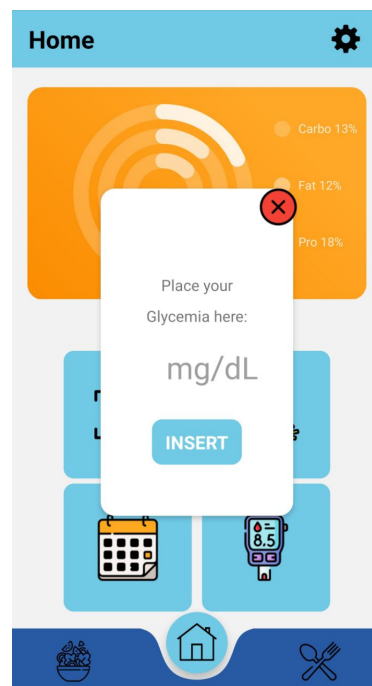 Home
Carbo 13%
Fat 12%
Pro 18%
Place your
Glycemia here:
mg/dL
INSERT
8.5